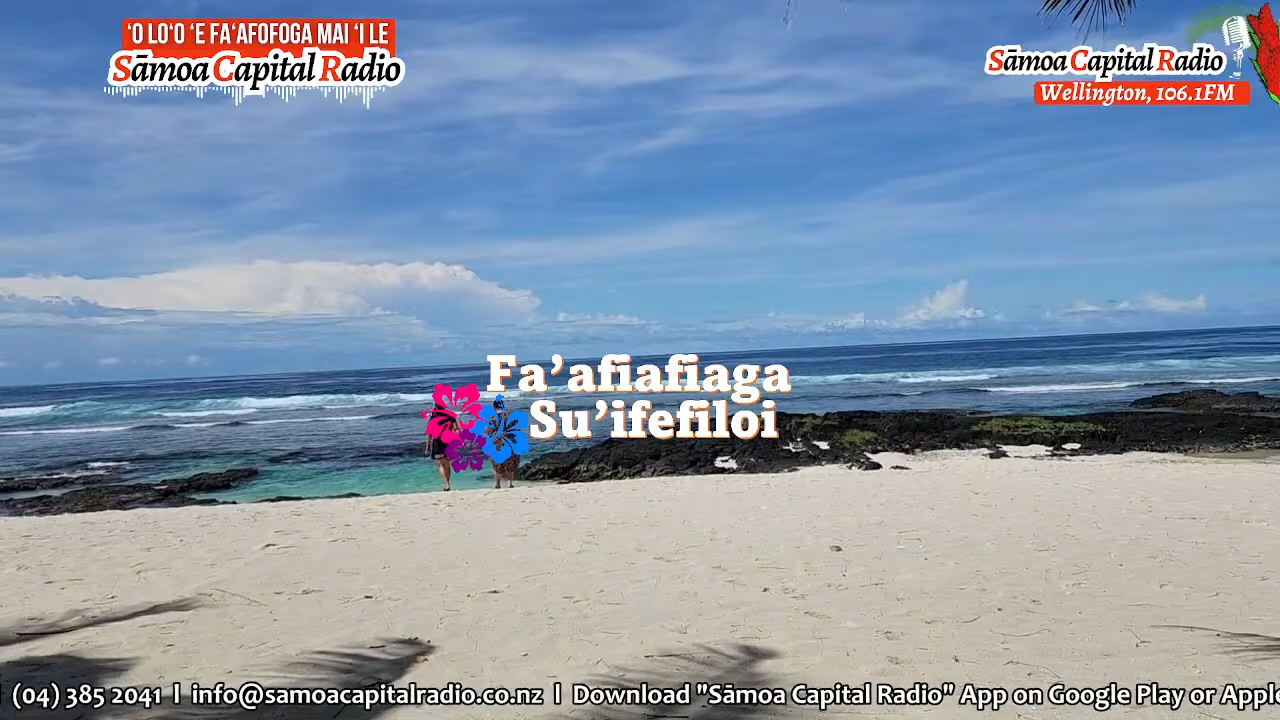 ‘O LO‘O ‘E FA‘AFOFOGA MAI ‘I LE
Sāmoa Capital Radio
Sāmoa Capital Radio
Wellington, 106.1FM
Fa’afiafiaga
Su’ifefiloi
(04) 385 2041 | info@samoacapitalradio.co.nz | Download "Sāmoa Capital Radio" App on Google Play or Apple